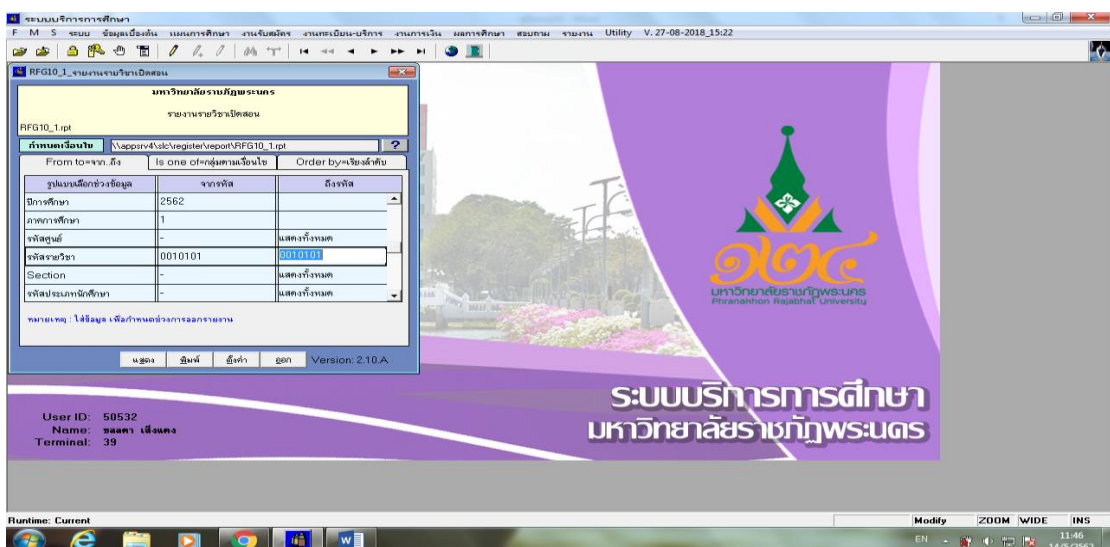 ระบบบริการการศึกษา
F M S ระบบ ข้อมูลเบื้องต้น แผนการศึกษา งานรับสมัคร งานทะเบียน-บริการ งานการเงิน ผลการศึกษา สอบถาม รายงาน Utility V. 27-08-2018_15:22
RFG10_1_รายงานรายวิชาเปิดสอน
มหาวิทยาลัยราชภัฏพระนคร
รายงานรายวิชาเปิดสอน
RFG10_1.rpt
กำหนดเงื่อนไข \\appsrv4\slc\register\report\RFG10_1.rpt ?
From to=จาก..ถึง Is one of=กลุ่มตามเงื่อนไข Order by=เรียงลำดับ
รูปแบบเลือกช่วงข้อมูล จากรหัส ถึงรหัส
ปีการศึกษา 2562
ภาคการศึกษา 1
รหัสศูนย์ - แสดงทั้งหมด
รหัสรายวิชา 0010101 0010101
Section - แสดงทั้งหมด
รหัสประเภทนักศึกษา - แสดงทั้งหมด
หมายเหตุ : ใส่ข้อมูล เพื่อกำหนดช่วงการออกรายงาน
แสดง พิมพ์ ตั้งค่า ออก Version: 2.10.A
๑๒๔
มหาวิทยาลัยราชภัฏพระนคร
Phranakhon Rajabhat University
ระบบบริการการศึกษา
มหาวิทยาลัยราชภัฏพระนคร
User ID: 50532
Name:
Terminal: 39
Runtime: Current Modify ZOOM WIDE INS
EN 11:46
14/5/2562